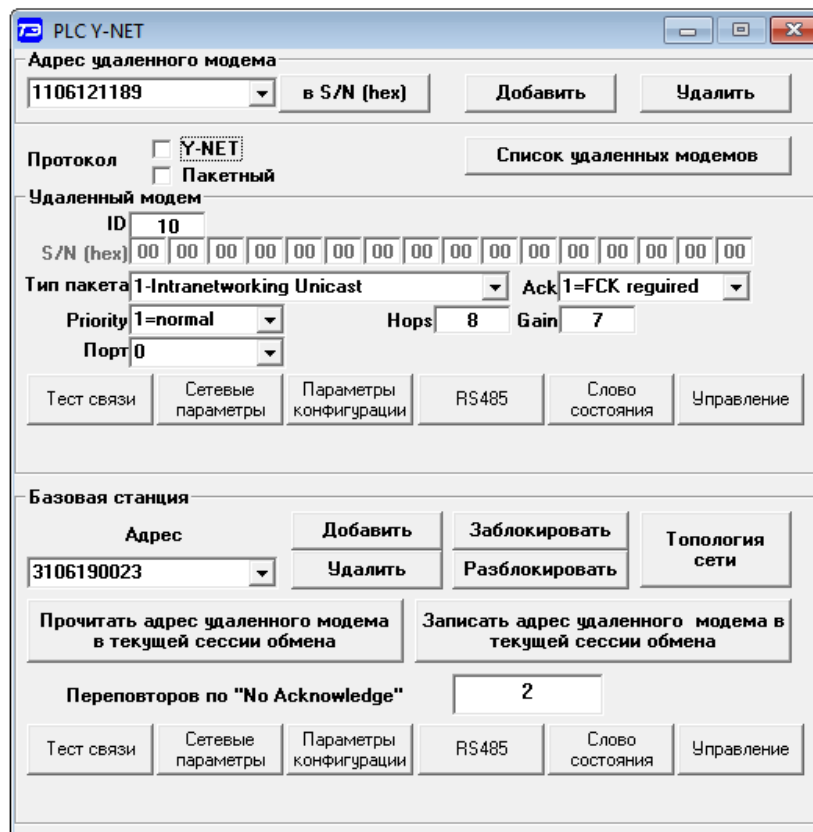 ТЭ PLC Y-NET
Адрес удаленного модема
1106121189 в S/N (hex) Добавить Удалить
Протокол Y-NET
Пакетный
Список удаленных модемов
Удаленный модем
ID 10
S/N (hex) 00 00 00 00 00 00 00 00 00 00 00 00 00 00 00 00
Тип пакета 1-Intranetworking Unicast Ack 1=FCK reguired
Priority 1=normal Hops 8 Gain 7
Порт 0
Тест связи
Сетевые
параметры
Параметры
конфигурации
RS485
Слово
состояния
Управление
Базовая станция
Адрес
3106190023
Добавить Заблокировать
Удалить Разблокировать
Топология
сети
Прочитать адрес удаленного модема
в текущей сессии обмена
Записать адрес удаленного модема в
текущей сессии обмена
Переповторов по "No Acknowledge" 2
Тест связи
Сетевые
параметры
Параметры
конфигурации
RS485
Слово
состояния
Управление